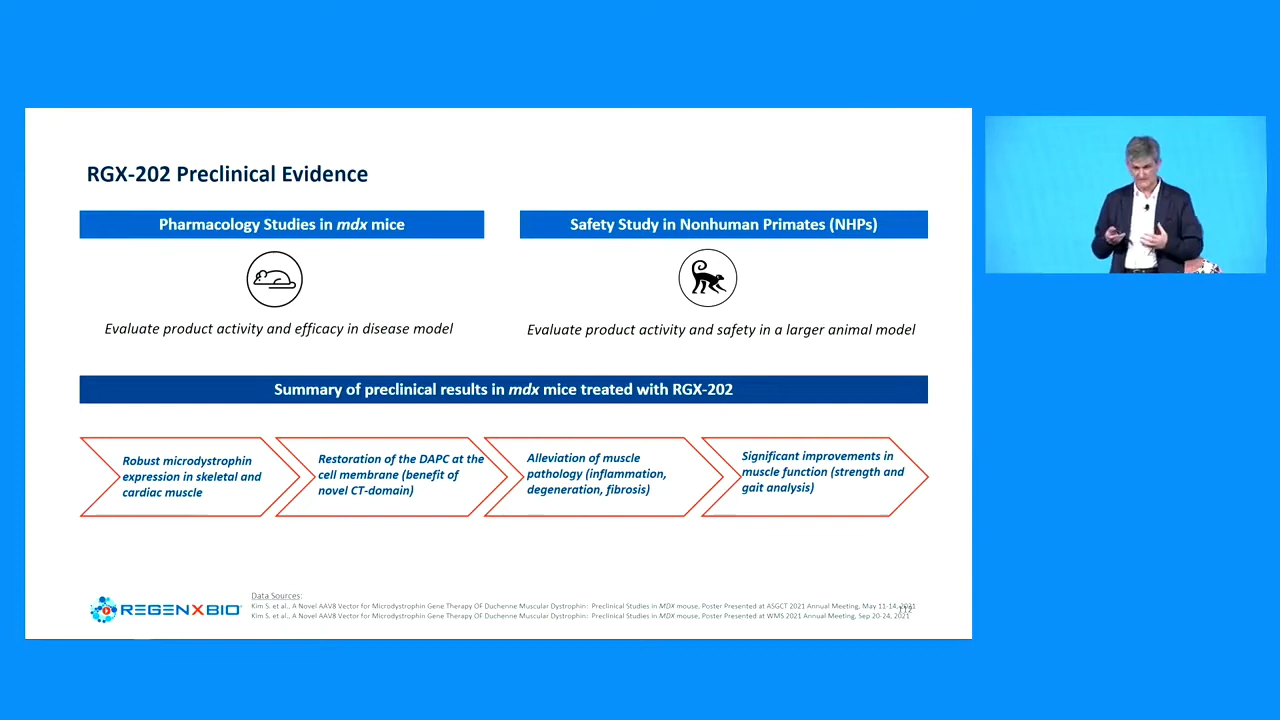 RGX-202 Preclinical Evidence
Pharmacology Studies in mdx mice
Safety Study in Nonhuman Primates (NHPs)
Evaluate product activity and efficacy in disease model
Evaluate product activity and safety in a larger animal model
Summary of preclinical results in mdx mice treated with RGX-202
Robust microdystrophin
expression in skeletal and
cardiac muscle
Restoration of the DAPC at the
cell membrane (benefit of
novel CT-domain)
Alleviation of muscle
pathology (inflammation,
degeneration, fibrosis)
Significant improvements in
muscle function (strength and
gait analysis)
REGENXBIO
Data Sources:
Kim S. et al., A Novel AAV8 Vector for Microdystrophin Gene Therapy OF Duchenne Muscular Dystrophin: Preclinical Studies in MDX mouse, Poster Presented at ASGCT 2021 Annual Meeting, May 11-14, 2021
Kim S. et al., A Novel AAV8 Vector for Microdystrophin Gene Therapy OF Duchenne Muscular Dystrophin: Preclinical Studies in MDX mouse, Poster Presented at WMS 2021 Annual Meeting, Sep 20-24, 2021